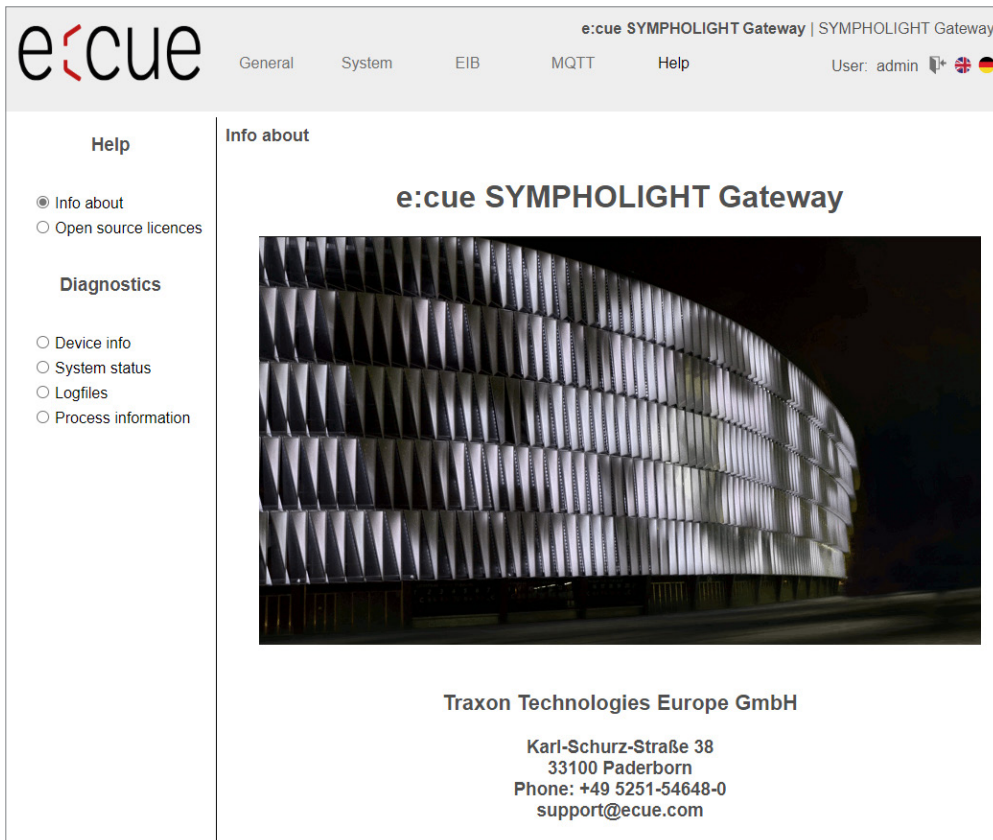 e:cue
e:cue SYMPHOLIGHT Gateway | SYMPHOLIGHT Gateway
General System EIB MQTT Help User: admin
Help
Info about
Open source licences
Diagnostics
Device info
System status
Logfiles
Process information
Info about
e:cue SYMPHOLIGHT Gateway
Traxon Technologies Europe GmbH
Karl-Schurz-Straße 38
33100 Paderborn
Phone: +49 5251-54648-0
support@ecue.com